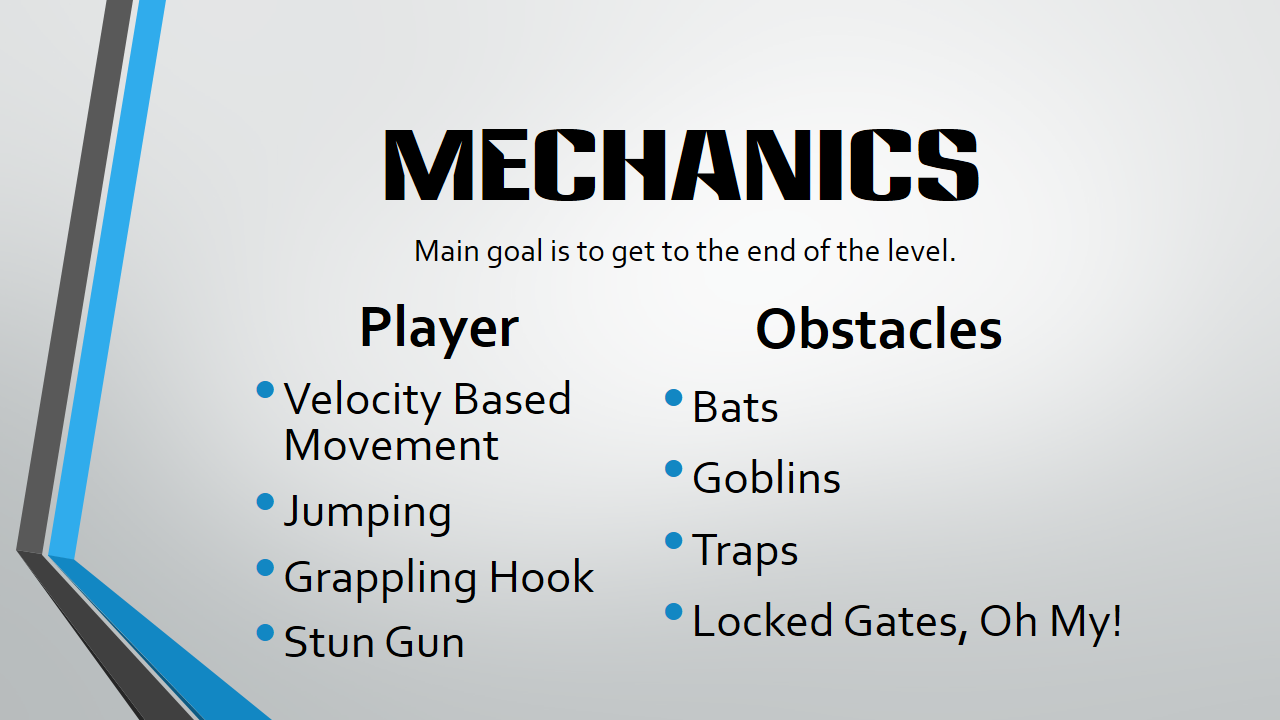 MECHANICS
Main goal is to get to the end of the level.
Player
Velocity Based
Movement
Jumping
Grappling Hook
Stun Gun
Obstacles
Bats
Goblins
Traps
Locked Gates, Oh My!